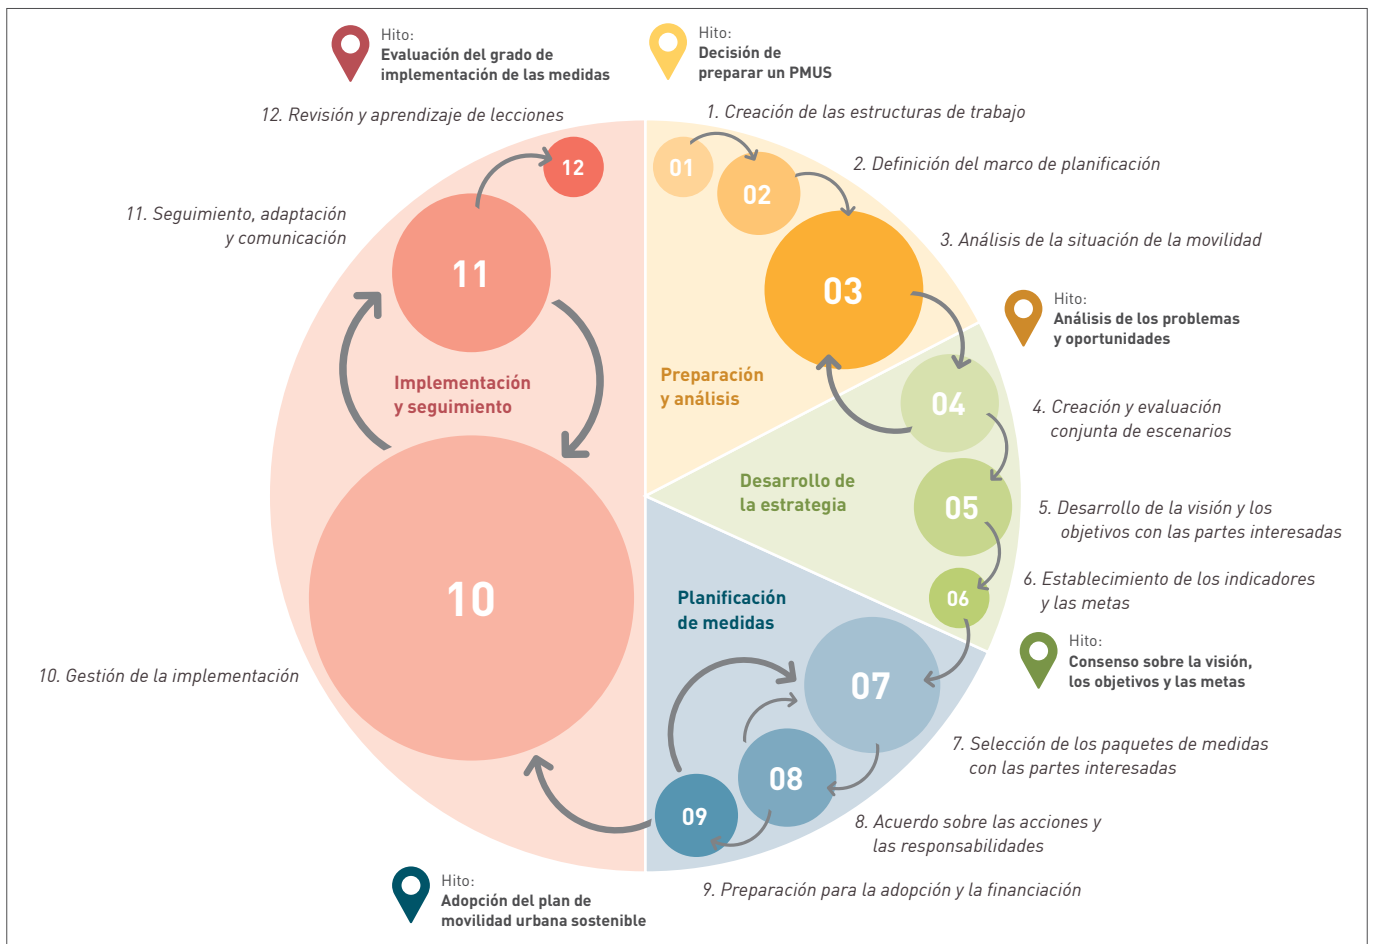 Hito:
Evaluación del grado de
implementación de las medidas
Hito:
Decisión de
preparar un PMUS
12. Revisión y aprendizaje de lecciones
1. Creación de las estructuras de trabajo
12
01
02
2. Definición del marco de planificación
11. Seguimiento, adaptación
y comunicación
11
03
3. Análisis de la situación de la movilidad
Hito:
Análisis de los problemas
y oportunidades
Implementación
y seguimiento
Preparación
y análisis
04
4. Creación y evaluación
conjunta de escenarios
Desarrollo de
la estrategia
05
5. Desarrollo de la visión y los
objetivos con las partes interesadas
10
06
6. Establecimiento de los indicadores
y las metas
Planificación
de medidas
Hito:
Consenso sobre la visión,
los objetivos y las metas
10. Gestión de la implementación
07
7. Selección de los paquetes de medidas
con las partes interesadas
08
09
8. Acuerdo sobre las acciones y
las responsabilidades
Hito:
Adopción del plan de
movilidad urbana sostenible
9. Preparación para la adopción y la financiación